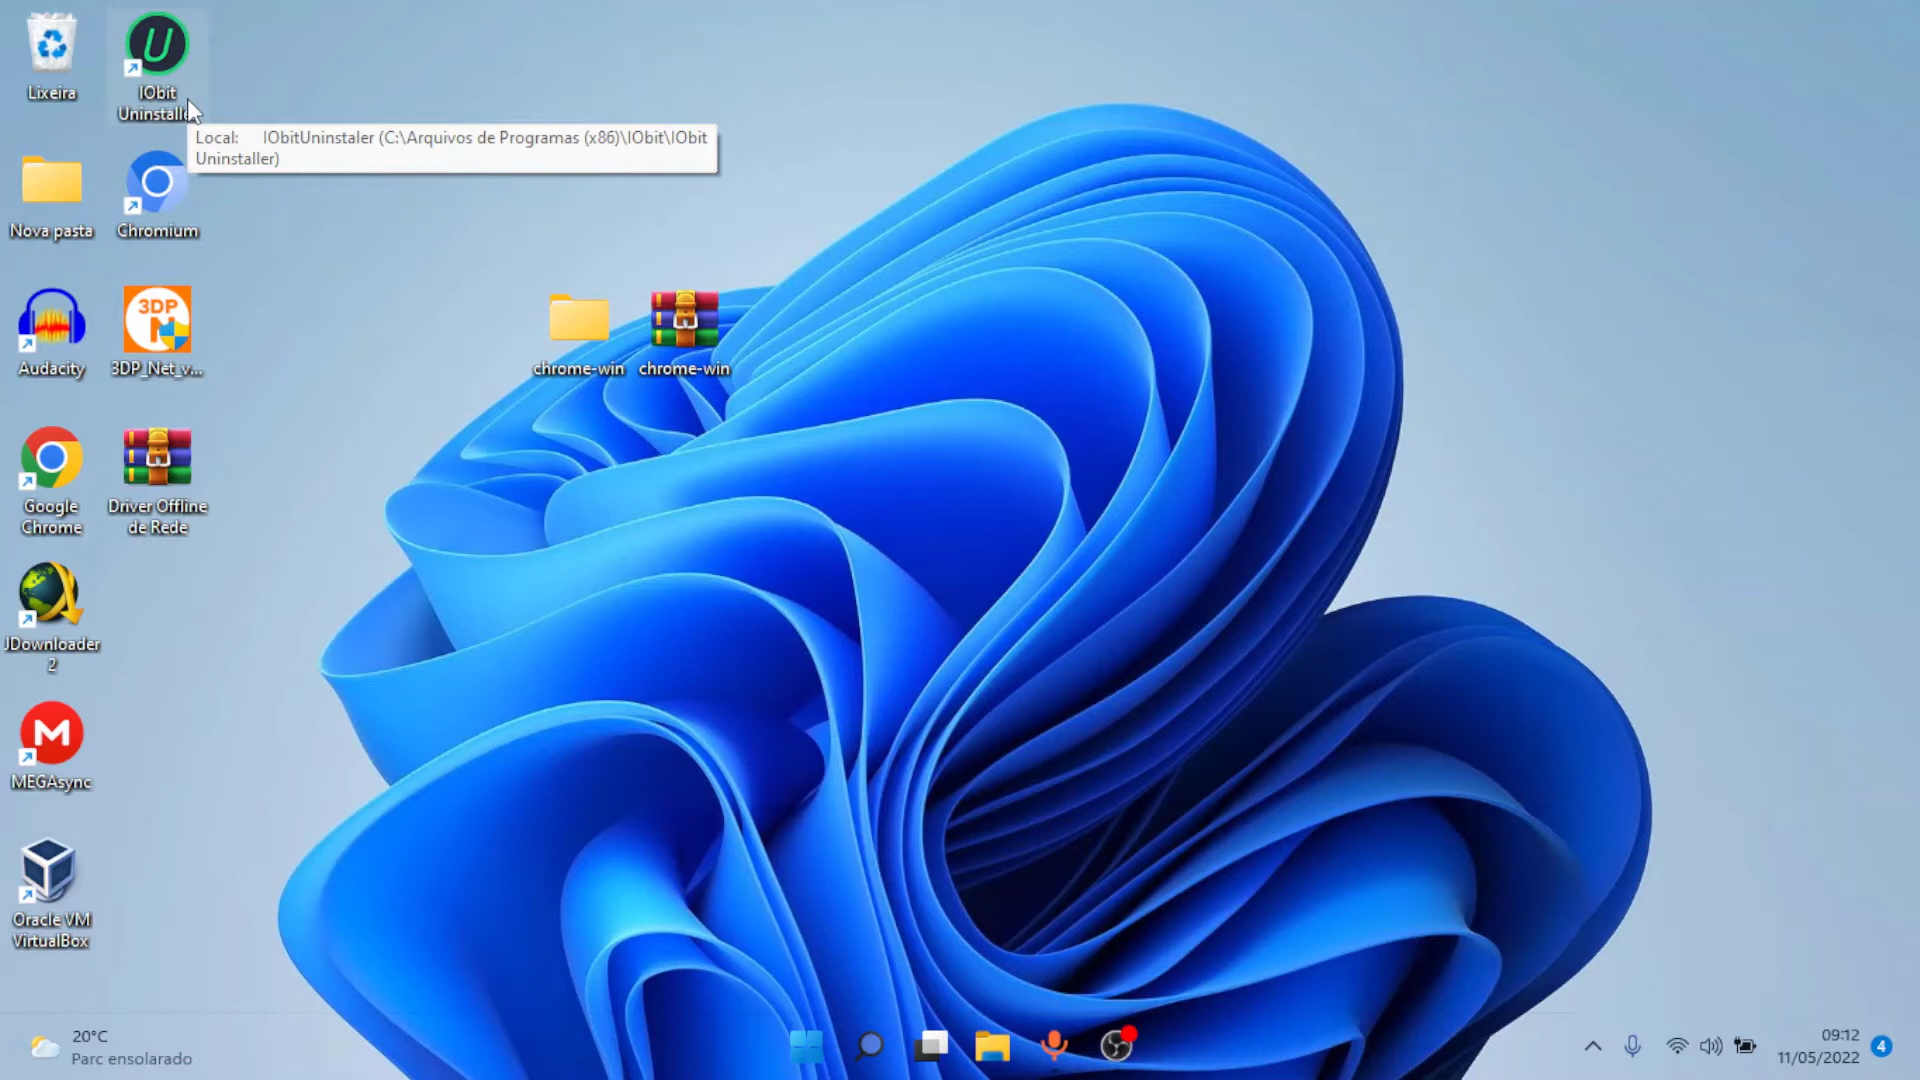 Lixeira
IObit
Uninstalle
Local: IObitUninstaler (C:\Arquivos de Programas (x86)\IObit\IObit
Uninstaller)
Nova pasta
Chromium
3DP
N
Audacity
3DP_Net_v...
chrome-win
chrome-win
Google
Chrome
Driver Offline
de Rede
JDownloader
2
M
MEGAsync
Oracle VM
VirtualBox
20°C
Parc ensolarado
09:12
11/05/2022
4